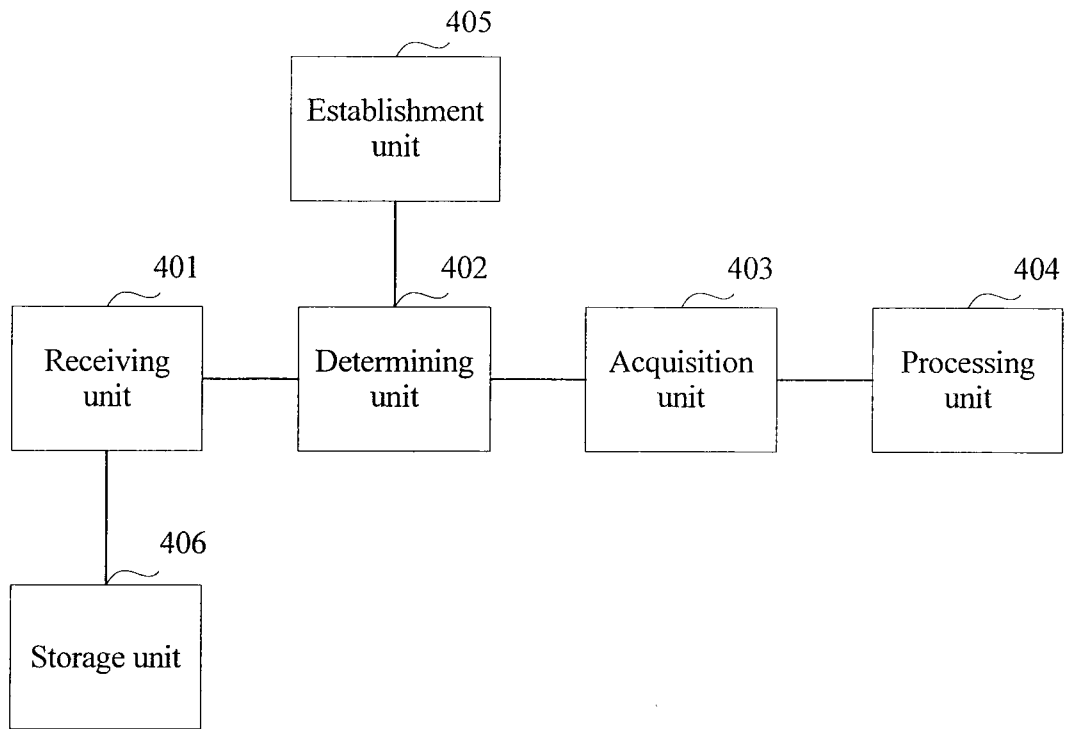 405
Establishment
unit
401
402
403
404
Receiving
unit
Determining
unit
Acquisition
unit
Processing
unit
406
Storage unit